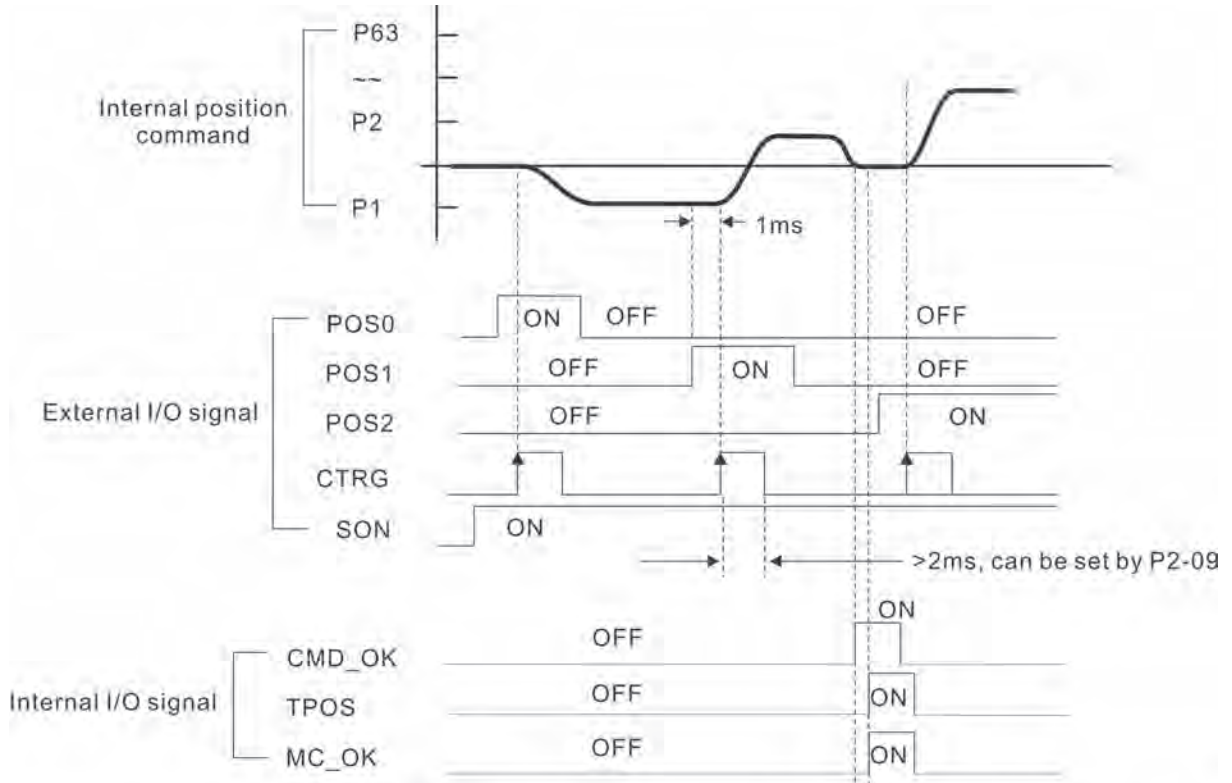 P63
~~
Internal position
command
P2
P1
1ms
POS0
ON
OFF
OFF
POS1
OFF
ON
OFF
External I/O signal
POS2
OFF
ON
CTRG
SON
ON
>2ms, can be set by P2-09
ON
CMD_OK
OFF
Internal I/O signal
TPOS
OFF
ON
MC_OK
OFF
ON